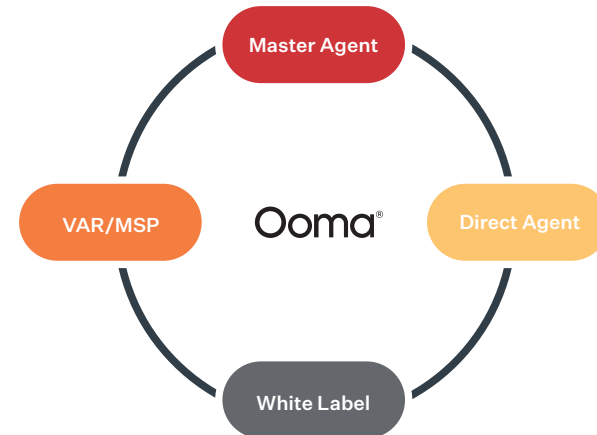 Master Agent
VAR/MSP
Ooma®
Direct Agent
White Label